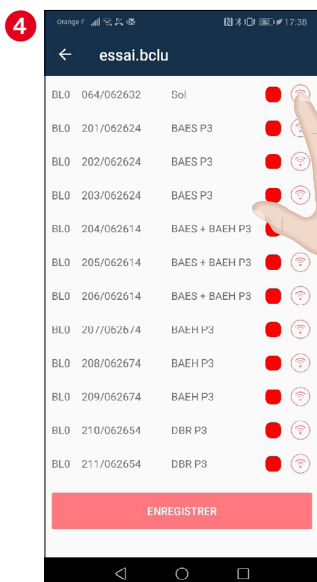 4
Orange F 17:38
essai.bclu
BL0 064/062632 Sol
BL0 201/062624 BAES P3
BL0 202/062624 BAES P3
BL0 203/062624 BAES P3
BL0 204/062614 BAES + BAEH P3
BL0 205/062614 BAES + BAEH P3
BL0 206/062614 BAES + BAEH P3
BL0 207/062674 BAEH P3
BL0 208/062674 BAEH P3
BL0 209/062674 BAEH P3
BL0 210/062654 DBR P3
BL0 211/062654 DBR P3
ENREGISTRER